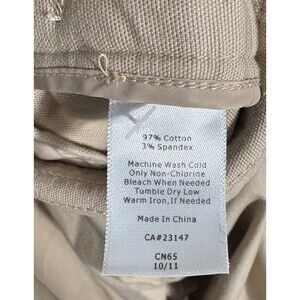 97% Cotton
3% Spandex
Machine Wash Cold
Only Non-Chlorine
Bleach When Needed
Tumble Dry Low
Warm Iron, If Needed
Made In China
CA#23147
CN65
10/11